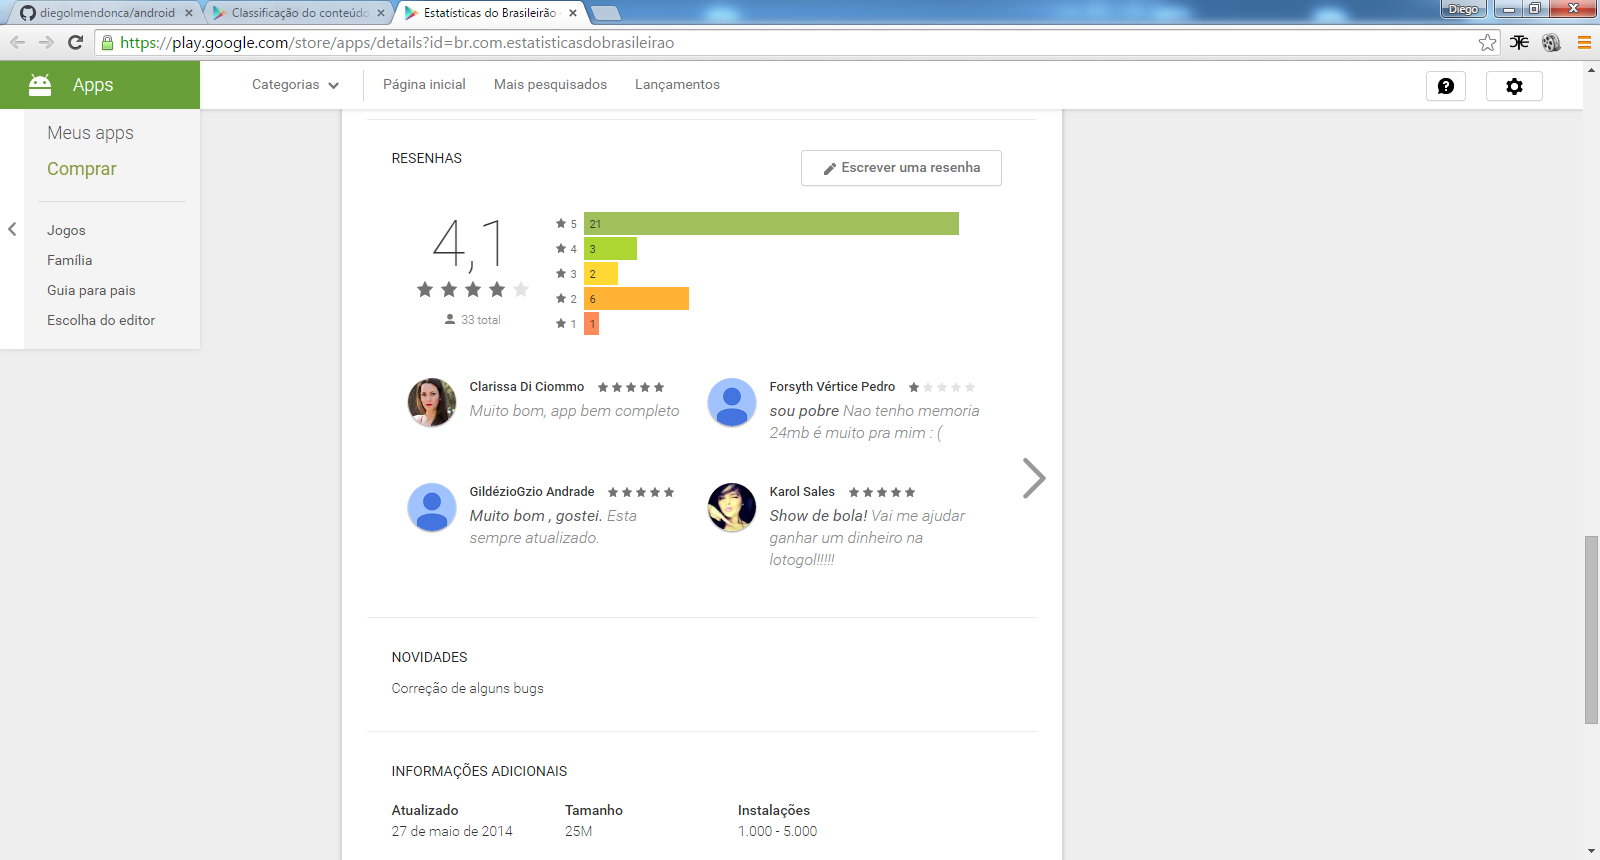 diegolmendonca/android
Classificação do conteúdo
Estatísticas do Brasileirão
Diego
https://play.google.com/store/apps/details?id=br.com.estatisticasdobrasileirao
Apps
Categorias
Página inicial
Mais pesquisados
Lançamentos
Meus apps
Comprar
Jogos
Família
Guia para pais
Escolha do editor
RESENHAS
Escrever uma resenha
4,1
33 total
5 21
4 3
3 2
2 6
1 1
Clarissa Di Ciommo
Muito bom, app bem completo
Forsyth Vértice Pedro
sou pobre Nao tenho memoria
24mb é muito pra mim : (
GildézioGzio Andrade
Muito bom , gostei. Esta
sempre atualizado.
Karol Sales
Show de bola! Vai me ajudar
ganhar um dinheiro na
lotogol!!!!!
NOVIDADES
Correção de alguns bugs
INFORMAÇÕES ADICIONAIS
Atualizado
27 de maio de 2014
Tamanho
25M
Instalações
1.000 - 5.000